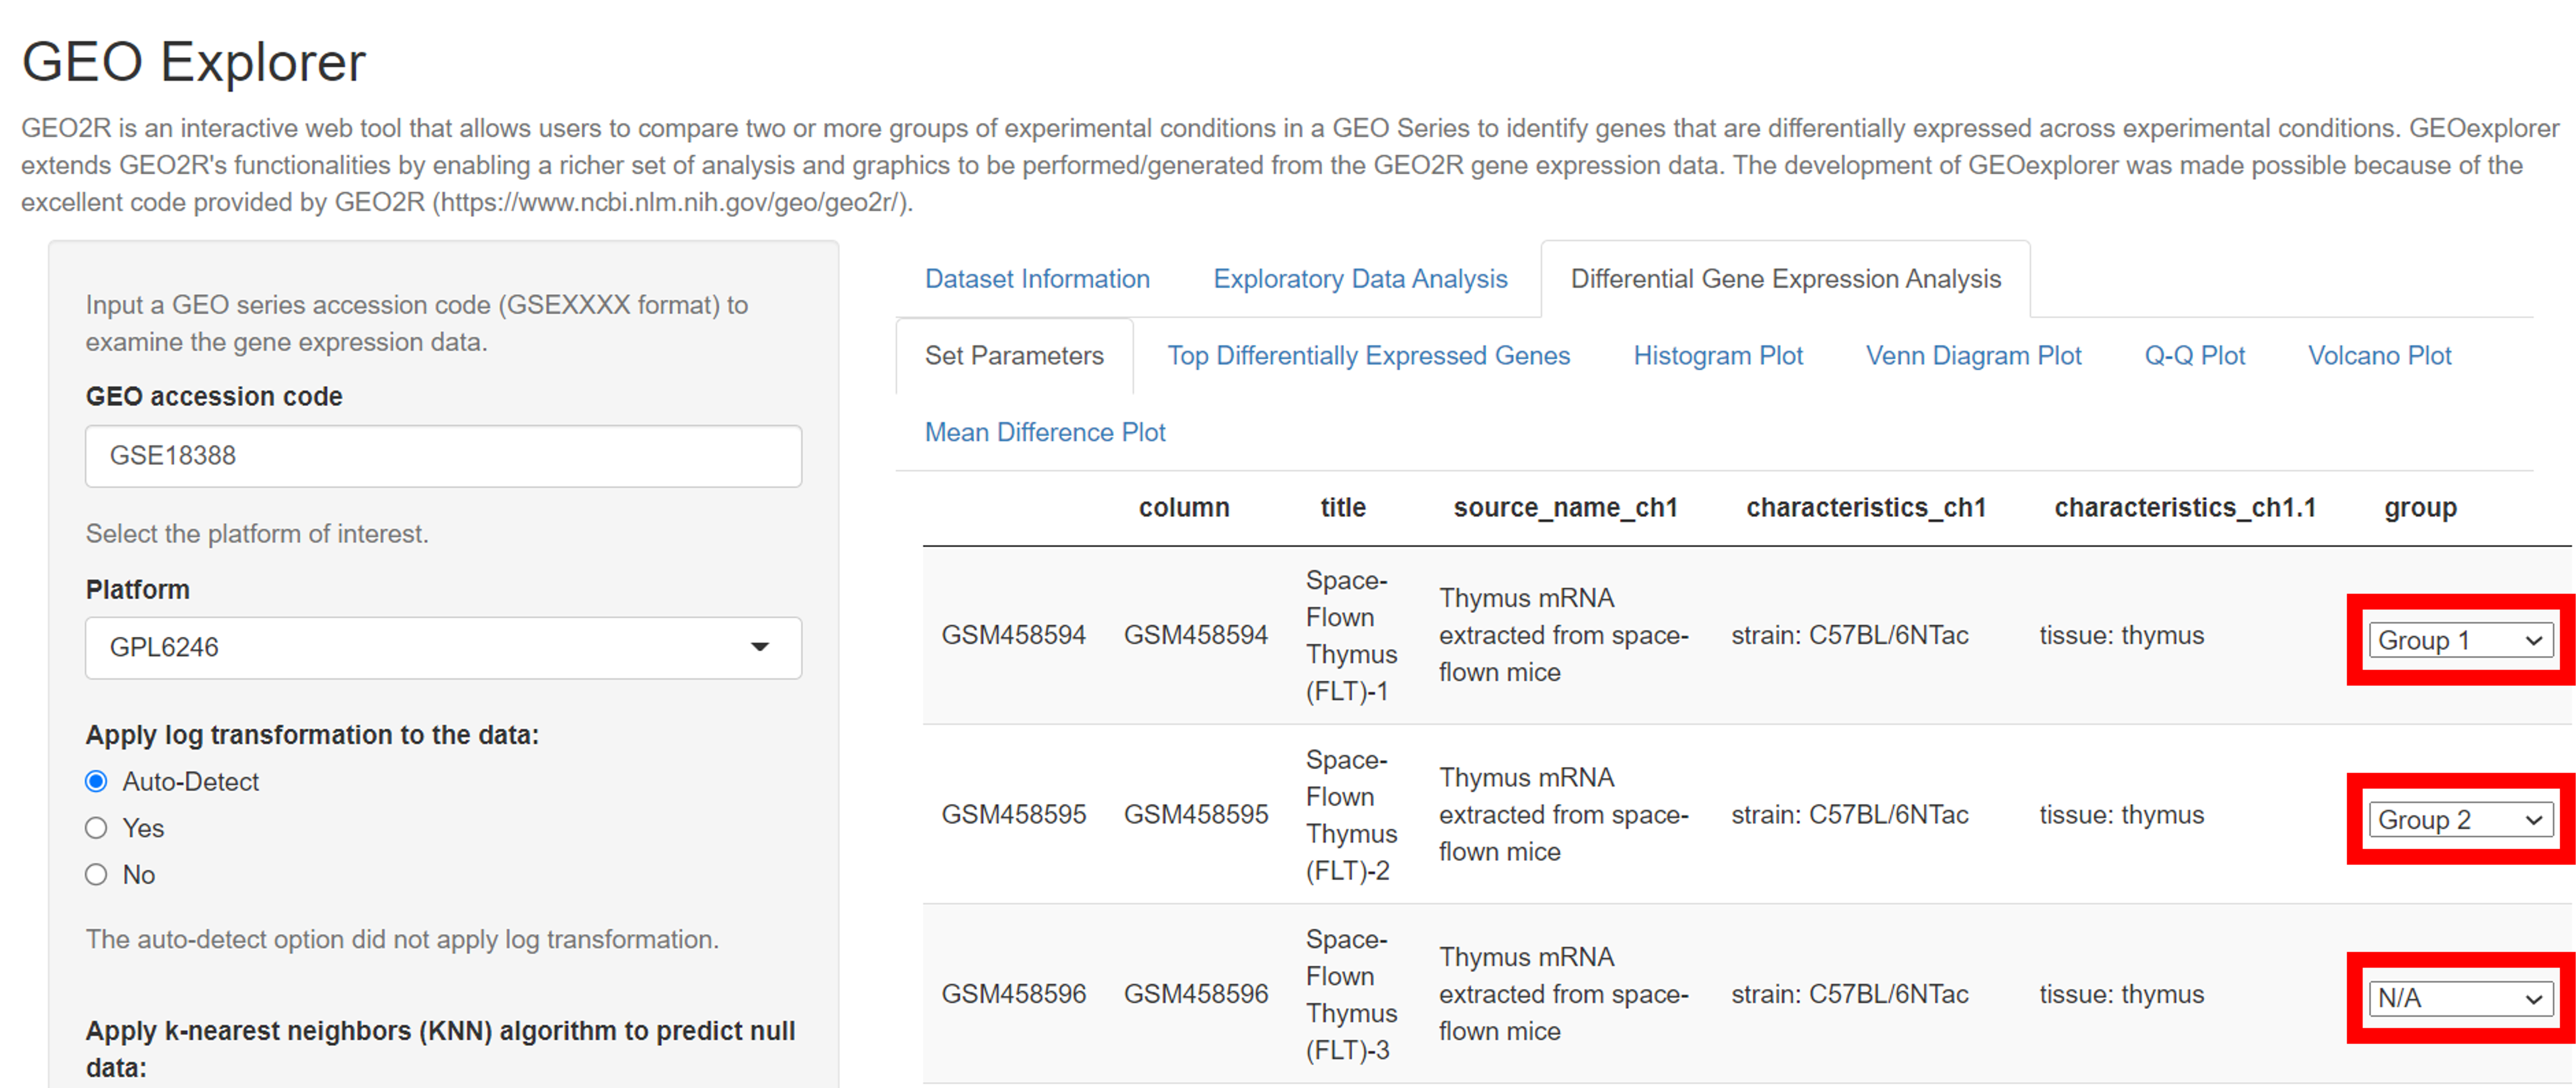 GEO Explorer
GEO2R is an interactive web tool that allows users to compare two or more groups of experimental conditions in a GEO Series to identify genes that are differentially expressed across experimental conditions. GEOexplorer
extends GEO2R's functionalities by enabling a richer set of analysis and graphics to be performed/generated from the GEO2R gene expression data. The development of GEOexplorer was made possible because of the
excellent code provided by GEO2R (https://www.ncbi.nlm.nih.gov/geo/geo2r/).
Input a GEO series accession code (GSEXXXX format) to
examine the gene expression data.
GEO accession code
GSE18388
Select the platform of interest.
Platform
GPL6246
Apply log transformation to the data:
Auto-Detect
Yes
No
The auto-detect option did not apply log transformation.
Apply k-nearest neighbors (KNN) algorithm to predict null
data:
Dataset Information Exploratory Data Analysis Differential Gene Expression Analysis
Set Parameters Top Differentially Expressed Genes Histogram Plot Venn Diagram Plot Q-Q Plot Volcano Plot
Mean Difference Plot
column title source_name_ch1 characteristics_ch1 characteristics_ch1.1 group
GSM458594 GSM458594
Space-
Flown
Thymus
(FLT)-1
Thymus mRNA
extracted from space-
flown mice
strain: C57BL/6NTac
tissue: thymus
Group 1
GSM458595 GSM458595
Space-
Flown
Thymus
(FLT)-2
Thymus mRNA
extracted from space-
flown mice
strain: C57BL/6NTac
tissue: thymus
Group 2
GSM458596 GSM458596
Space-
Flown
Thymus
(FLT)-3
Thymus mRNA
extracted from space-
flown mice
strain: C57BL/6NTac
tissue: thymus
N/A